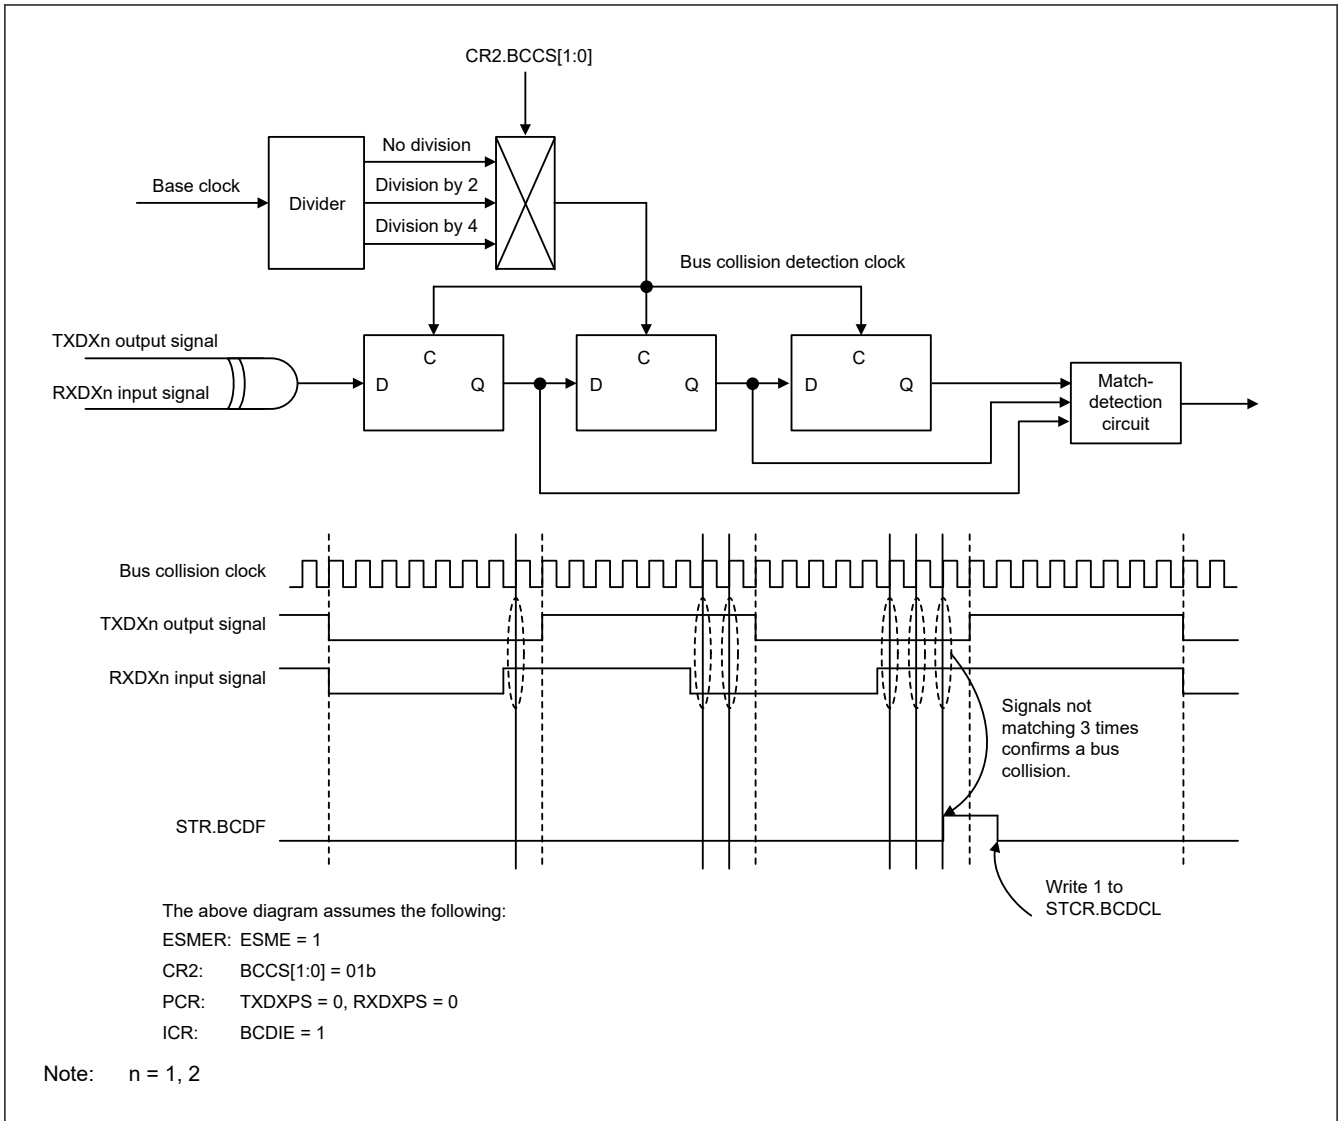 CR2.BCCS[1:0]
No division
Base clock
Division by 2
Divider
Division by 4
Bus collision detection clock
TXDXn output signal
RXDXn input signal
C
D
Q
C
D
Q
C
D
Q
Match-
detection
circuit
Bus collision clock
TXDXn output signal
RXDXn input signal
Signals not
matching 3 times
confirms a bus
collision.
STR.BCDF
Write 1 to
STCR.BCDCL
The above diagram assumes the following:
ESMER: ESME = 1
CR2: BCCS[1:0] = 01b
PCR: TXDXPS = 0, RXDXPS = 0
ICR: BCDIE = 1
Note: n = 1, 2